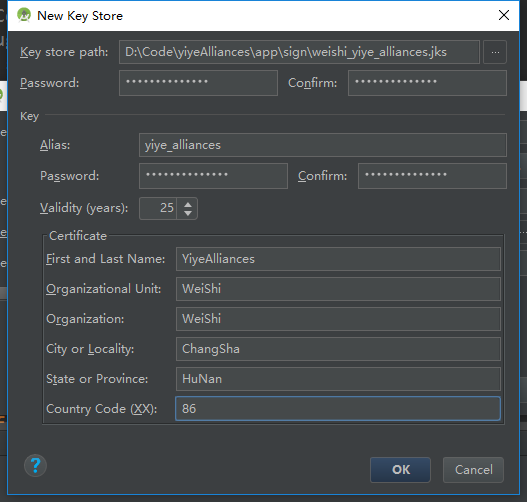 New Key Store
Key store path: D:\Code\yiyeAlliances\app\sign\weishi_yiye_alliances.jks ...
Password: •••••••••••••• Confirm: ••••••••••••••
Key
Alias: yiye_alliances
Password: •••••••••••••• Confirm: ••••••••••••••
Validity (years): 25
Certificate
First and Last Name: YiyeAlliances
Organizational Unit: WeiShi
Organization: WeiShi
City or Locality: ChangSha
State or Province: HuNan
Country Code (XX): 86
? OK Cancel